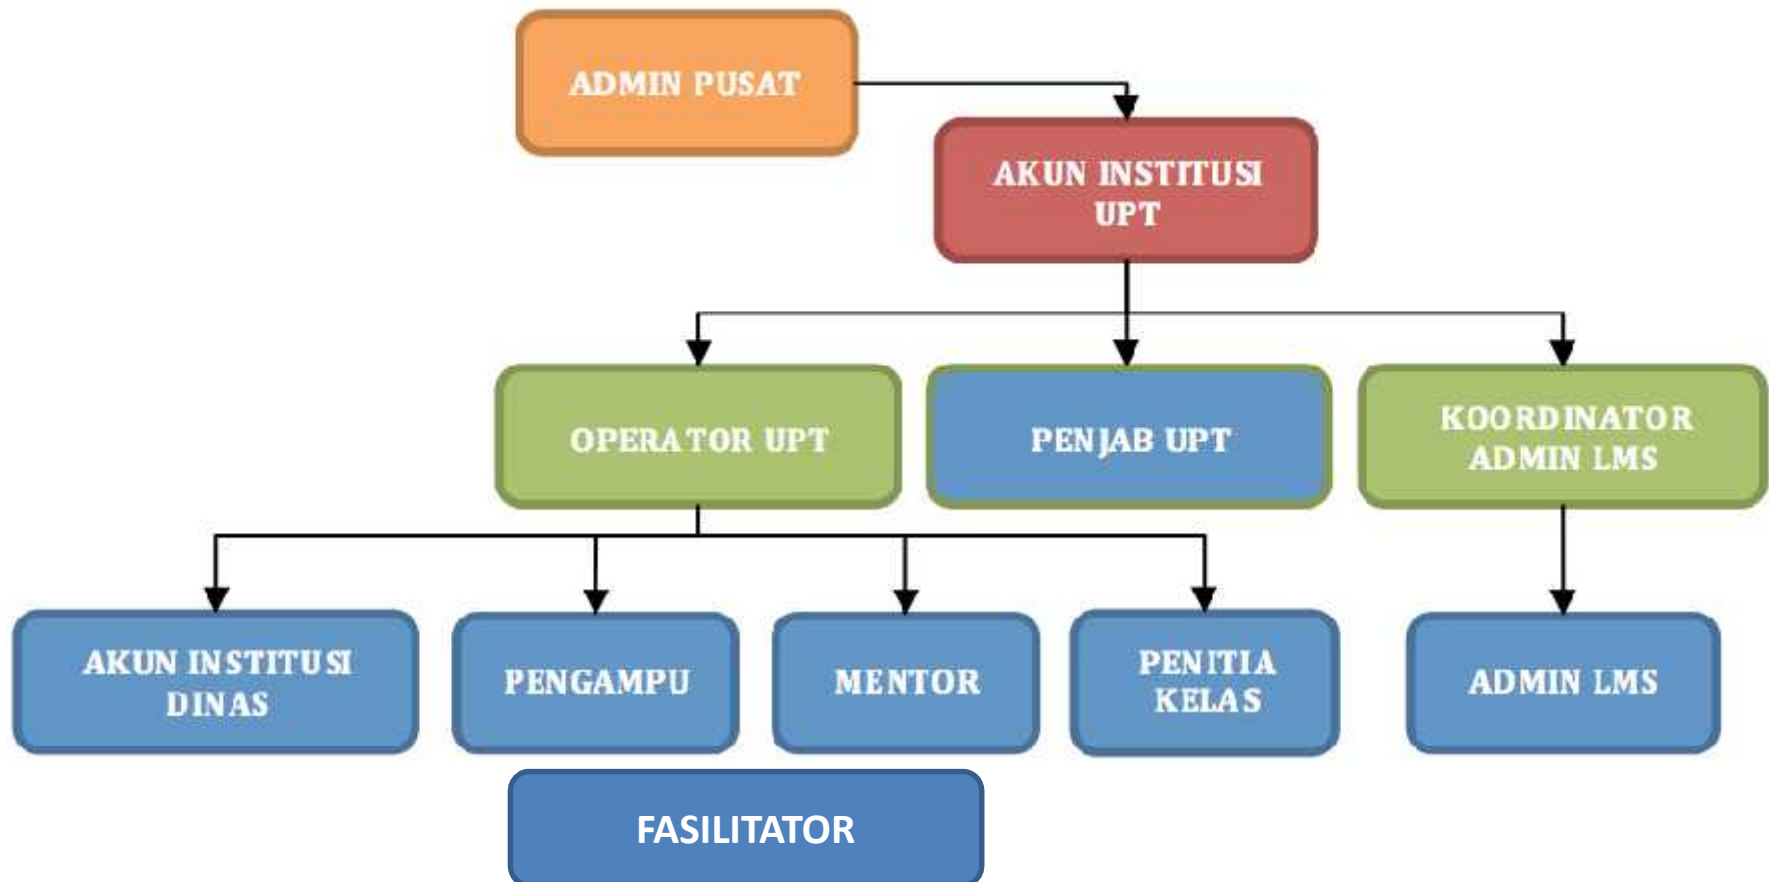 ADMIN PUSAT
AKUN INSTITUSI
UPT
OPERATOR UPT
PENJAB UPT
KOORDINATOR
ADMIN LMS
AKUN INSTITUSI
DINAS
PENGAMPU
MENTOR
PENITIA
KELAS
ADMIN LMS
FASILITATOR